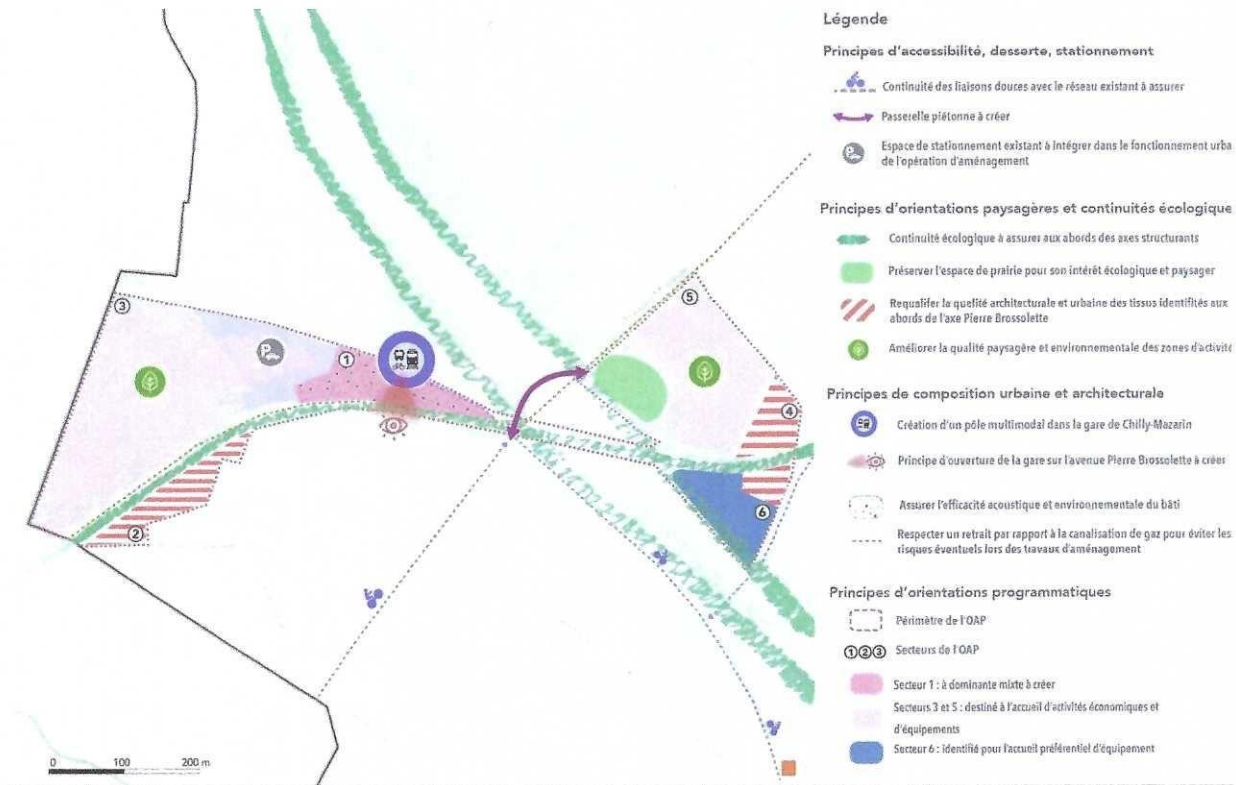 Légende
Principes d'accessibilité, desserte, stationnement
Continuité des liaisons douces avec le réseau existant à assurer
Passerelle piétonne à créer
Espace de stationnement existant à intégrer dans le fonctionnement urba
de l'opération d'aménagement
Principes d'orientations paysagères et continuités écologique
Continuité écologique à assurer aux abords des axes structurants
Préserver l'espace de prairie pour son intérêt écologique et paysager
Requalifer la quelité architecturale et urbaine des tissus identifiés aux
abords de l'axe Pierre Brossolette
Améliorer la qualité paysagère et environnementale des zones d'activité
Principes de composition urbaine et architecturale
Création d'un pôle multimodal dans la gare de Chilly-Mazarin
Principe d'ouverture de la gare sur l'avenue Pierre Brossolette à créer
Assurer l'efficacité acoustique et environnementale du bâti
Respecter un retrait par rapport à la canalisation de gaz pour éviter les
risques éventuels lors des travaux d'aménagement
Principes d'orientations programmatiques
Périmètre de l'OAP
①②③ Secteurs de l'OAP
Secteur 1 : à dominante mixte à créer
Secteurs 3 et 5 : destiné à l'accueil d'activités économiques et
d'équipements
Secteur 6 : identifié pour l'accueil préférentiel d'équipement
③
①
⑤
④
⑥
②
P
0 100 200 m